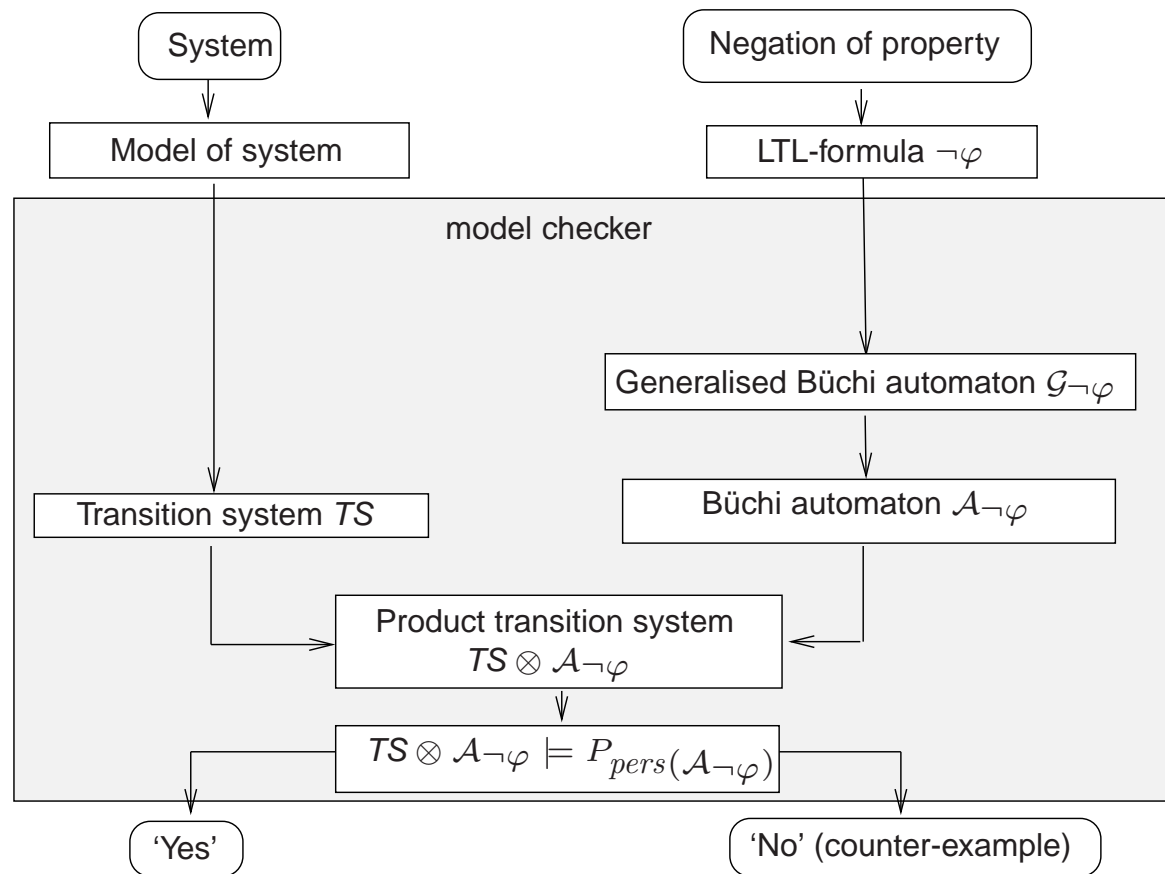 System
Negation of property
Model of system
LTL-formula ¬φ
model checker
Generalised Büchi automaton 𝒢¬φ
Transition system TS
Büchi automaton 𝒜¬φ
Product transition system
TS ⊗ 𝒜¬φ
TS ⊗ 𝒜¬φ ⊨ Ppers(𝒜¬φ)
‘Yes’
‘No’ (counter-example)